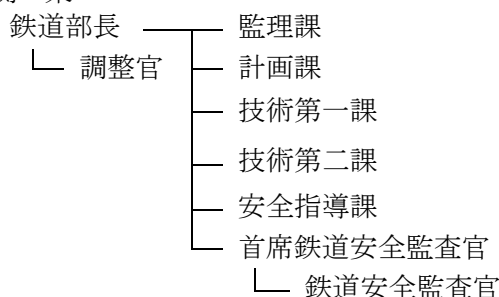 鉄道部長
監理課
調整官
計画課
技術第一課
技術第二課
安全指導課
首席鉄道安全監査官
鉄道安全監査官